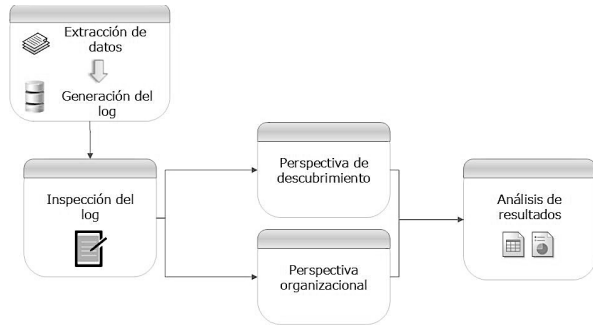 Extracción de
datos
Generación del
log
Inspección del
log
Perspectiva de
descubrimiento
Perspectiva
organizacional
Análisis de
resultados